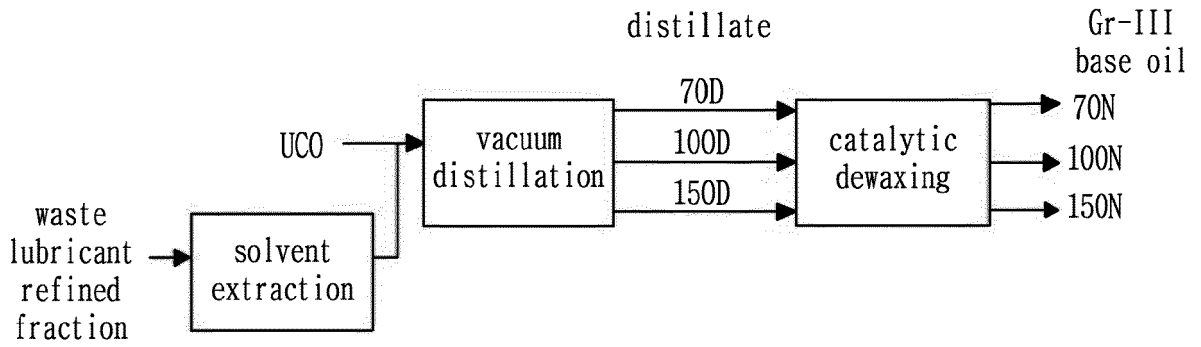 distillate
Gr-III
base oil
70D
70N
UCO
vacuum
distillation
100D
catalytic
dewaxing
100N
150D
150N
waste
lubricant
refined
fraction
solvent
extraction